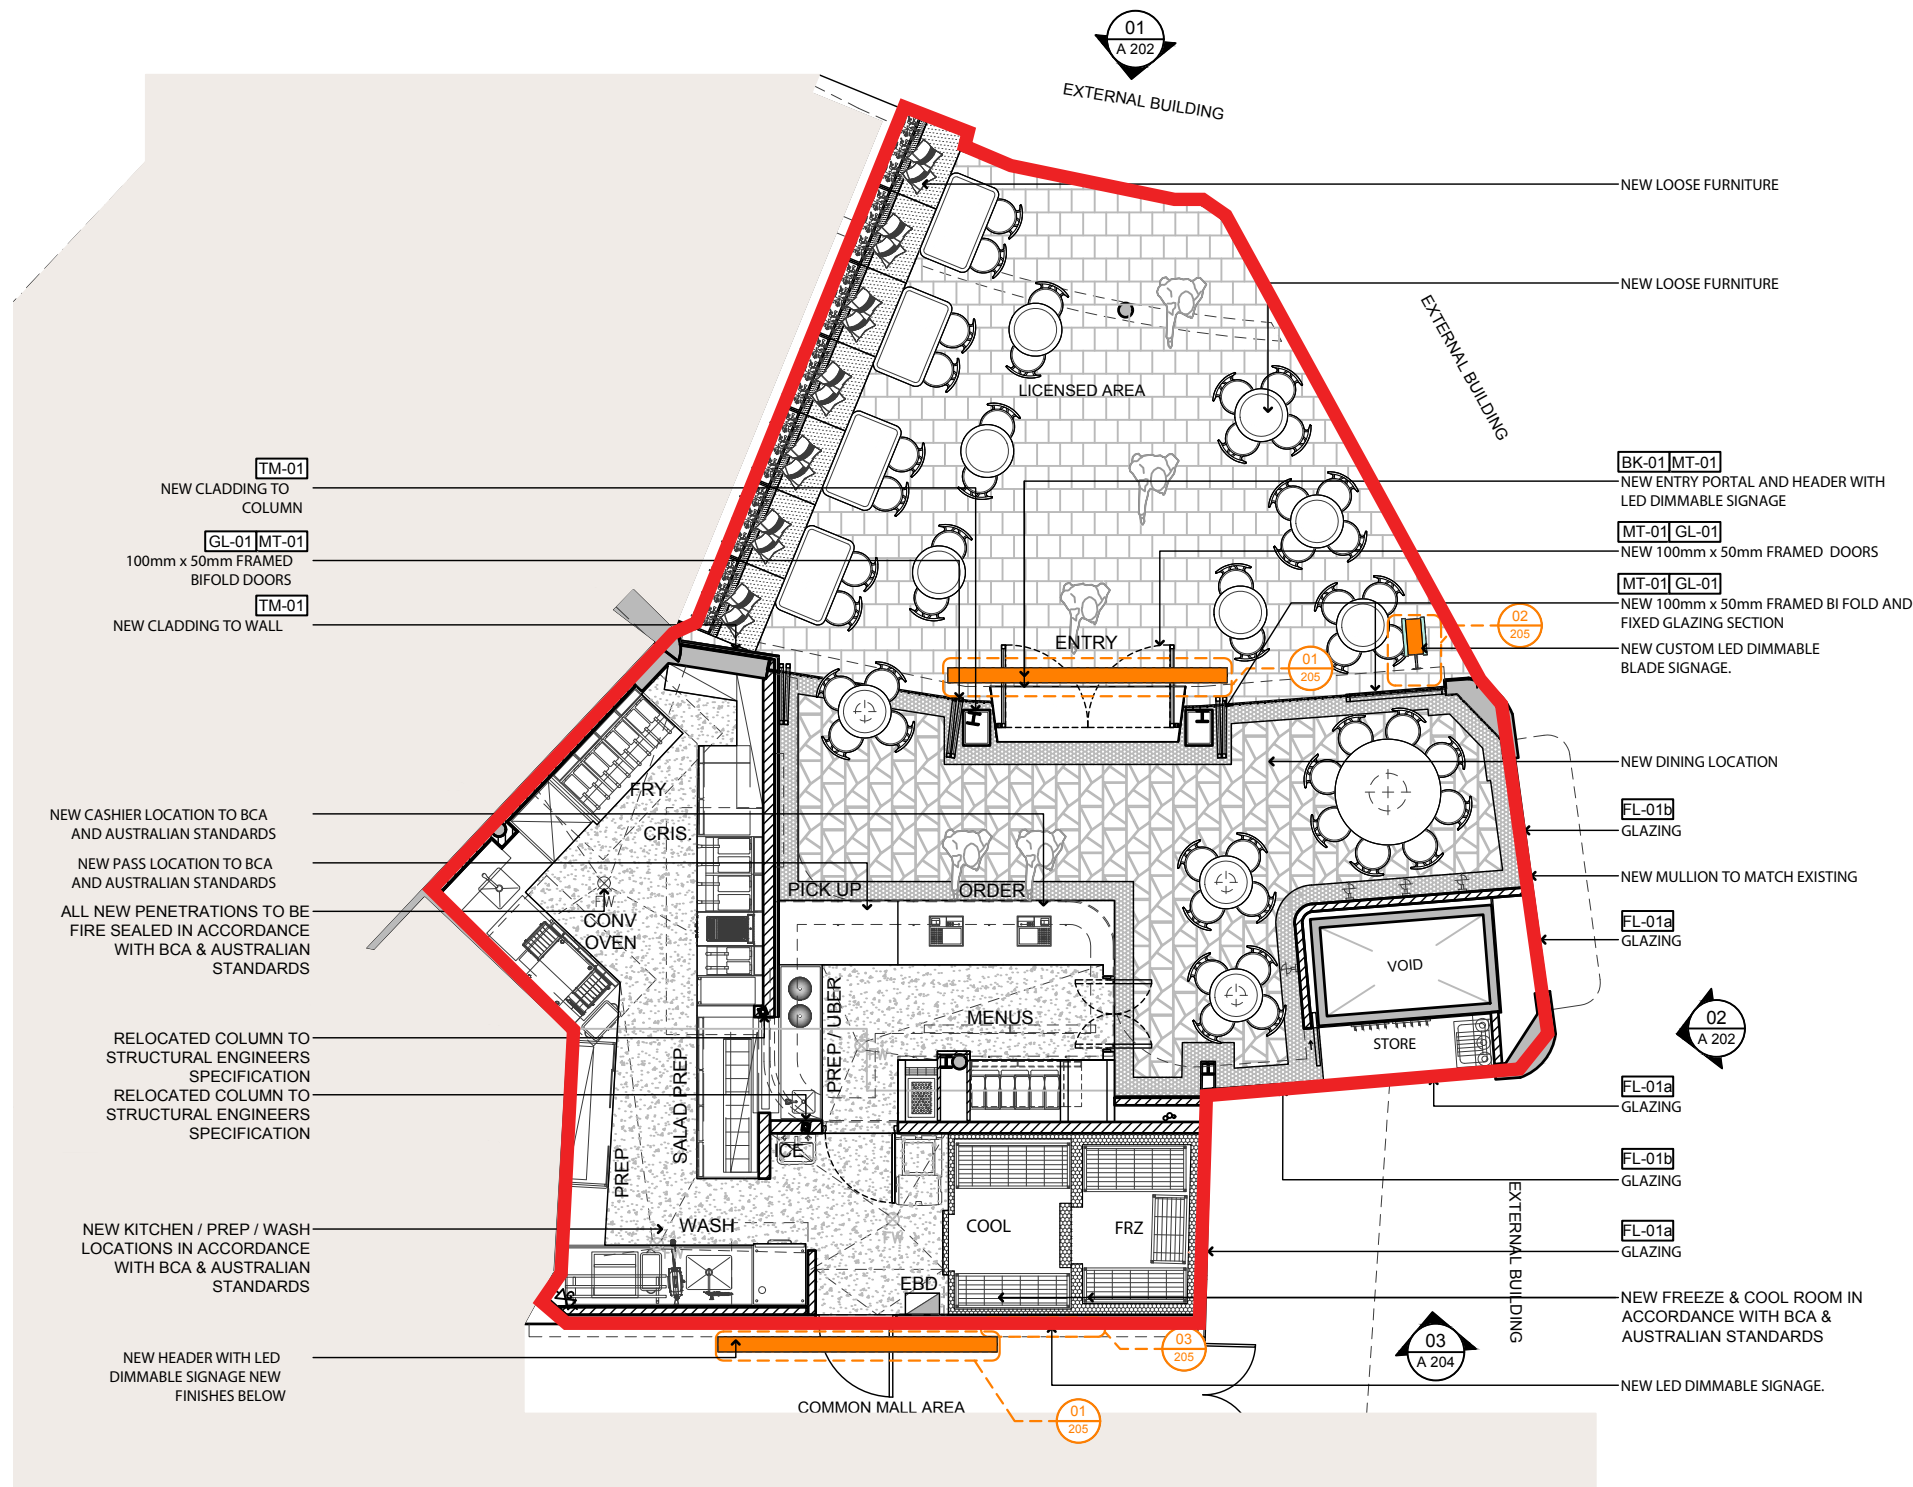 01
A 202
EXTERNAL BUILDING
NEW LOOSE FURNITURE
NEW LOOSE FURNITURE
EXTERNAL BUILDING
LICENSED AREA
TM-01
NEW CLADDING TO
COLUMN
GL-01 MT-01
100mm x 50mm FRAMED
BIFOLD DOORS
TM-01
NEW CLADDING TO WALL
BK-01 MT-01
NEW ENTRY PORTAL AND HEADER WITH
LED DIMMABLE SIGNAGE
MT-01 GL-01
NEW 100mm x 50mm FRAMED DOORS
MT-01 GL-01
NEW 100mm x 50mm FRAMED BI FOLD AND
FIXED GLAZING SECTION
NEW CUSTOM LED DIMMABLE
BLADE SIGNAGE.
02
205
ENTRY
01
205
NEW DINING LOCATION
FL-01b
GLAZING
NEW MULLION TO MATCH EXISTING
FL-01a
GLAZING
NEW CASHIER LOCATION TO BCA
AND AUSTRALIAN STANDARDS
NEW PASS LOCATION TO BCA
AND AUSTRALIAN STANDARDS
ALL NEW PENETRATIONS TO BE
FIRE SEALED IN ACCORDANCE
WITH BCA & AUSTRALIAN
STANDARDS
RELOCATED COLUMN TO
STRUCTURAL ENGINEERS
SPECIFICATION
RELOCATED COLUMN TO
STRUCTURAL ENGINEERS
SPECIFICATION
FRY
CRIS.
PICK UP
ORDER
FW
CONV
OVEN
VOID
PREP / UBER
MENUS
FW
STORE
02
A 202
SALAD PREP
PREP
ICE
FL-01a
GLAZING
FL-01b
GLAZING
FL-01a
GLAZING
EXTERNAL BUILDING
NEW KITCHEN / PREP / WASH
LOCATIONS IN ACCORDANCE
WITH BCA & AUSTRALIAN
STANDARDS
WASH
FW
COOL
FRZ
EBD
NEW FREEZE & COOL ROOM IN
ACCORDANCE WITH BCA &
AUSTRALIAN STANDARDS
03
A 204
03
205
NEW HEADER WITH LED
DIMMABLE SIGNAGE NEW
FINISHES BELOW
NEW LED DIMMABLE SIGNAGE.
COMMON MALL AREA
01
205